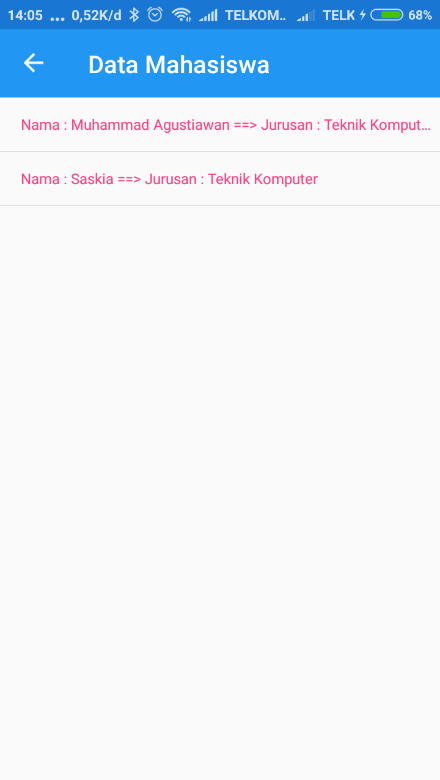 14:05 ... 0,52K/d TELKOM.. TELK 68%
Data Mahasiswa
Nama : Muhammad Agustiawan ==> Jurusan : Teknik Komput...
Nama : Saskia ==> Jurusan : Teknik Komputer